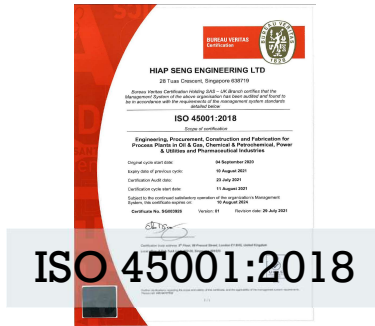 BUREAU VERITAS
Certification
BUREAU VERITAS
1828
HIAP SENG ENGINEERING LTD
28 Tuas Crescent, Singapore 638719
Bureau Veritas Certification Holding SAS – UK Branch certifies that the
Management System of the above organisation has been audited and found to
be in accordance with the requirements of the management system standards
detailed below
ISO 45001:2018
Scope of certification
Engineering, Procurement, Construction and Fabrication for
Process Plants in Oil & Gas, Chemical & Petrochemical, Power
& Utilities and Pharmaceutical Industries
Original cycle start date: 04 September 2020
Expiry date of previous cycle: 10 August 2021
Certification Audit date: 23 July 2021
Certification cycle start date: 11 August 2021
Subject to the continued satisfactory operation of the organization's Management
System, this certificate expires on: 10 August 2024
Certificate No. SG003925 Version: 01 Revision date: 29 July 2021
ISO 45001:2018